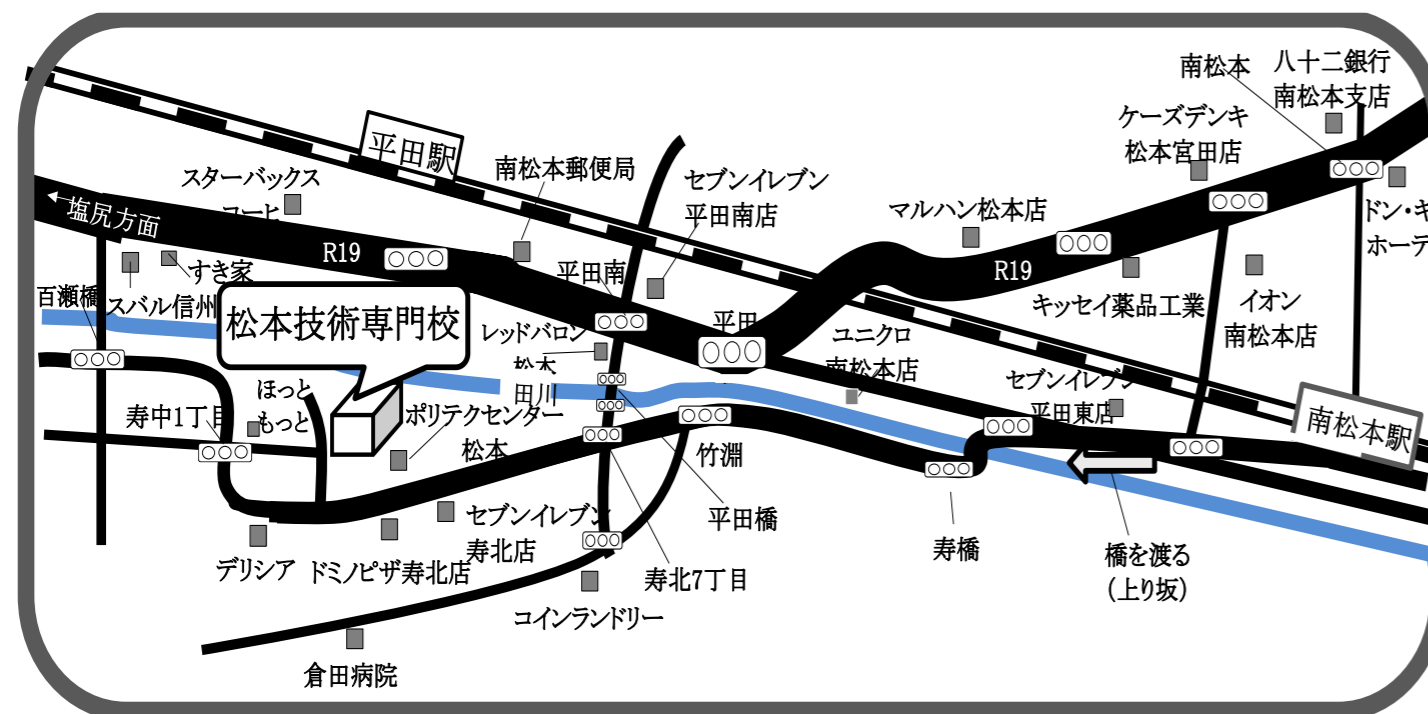 南松本
八十二銀行
南松本支店
ケーズデンキ
松本宮田店
平田駅
南松本郵便局
セブンイレブン
平田南店
マルハン松本店
ドン・キ
ホーテ
スターバックス
コーヒ
塩尻方面
R19
R19
すき家
平田南
百瀬橋
スバル信州
松本技術専門校
レッドバロン
松本
平田
ユニクロ
南松本店
キッセイ薬品工業
イオン
南松本店
田川
ほっと
もっと
寿中1丁目
ポリテクセンター
松本
セブンイレブン
平田東店
南松本駅
竹淵
平田橋
セブンイレブン
寿北店
寿橋
橋を渡る
(上り坂)
デリシア
ドミノピザ寿北店
寿北7丁目
コインランドリー
倉田病院